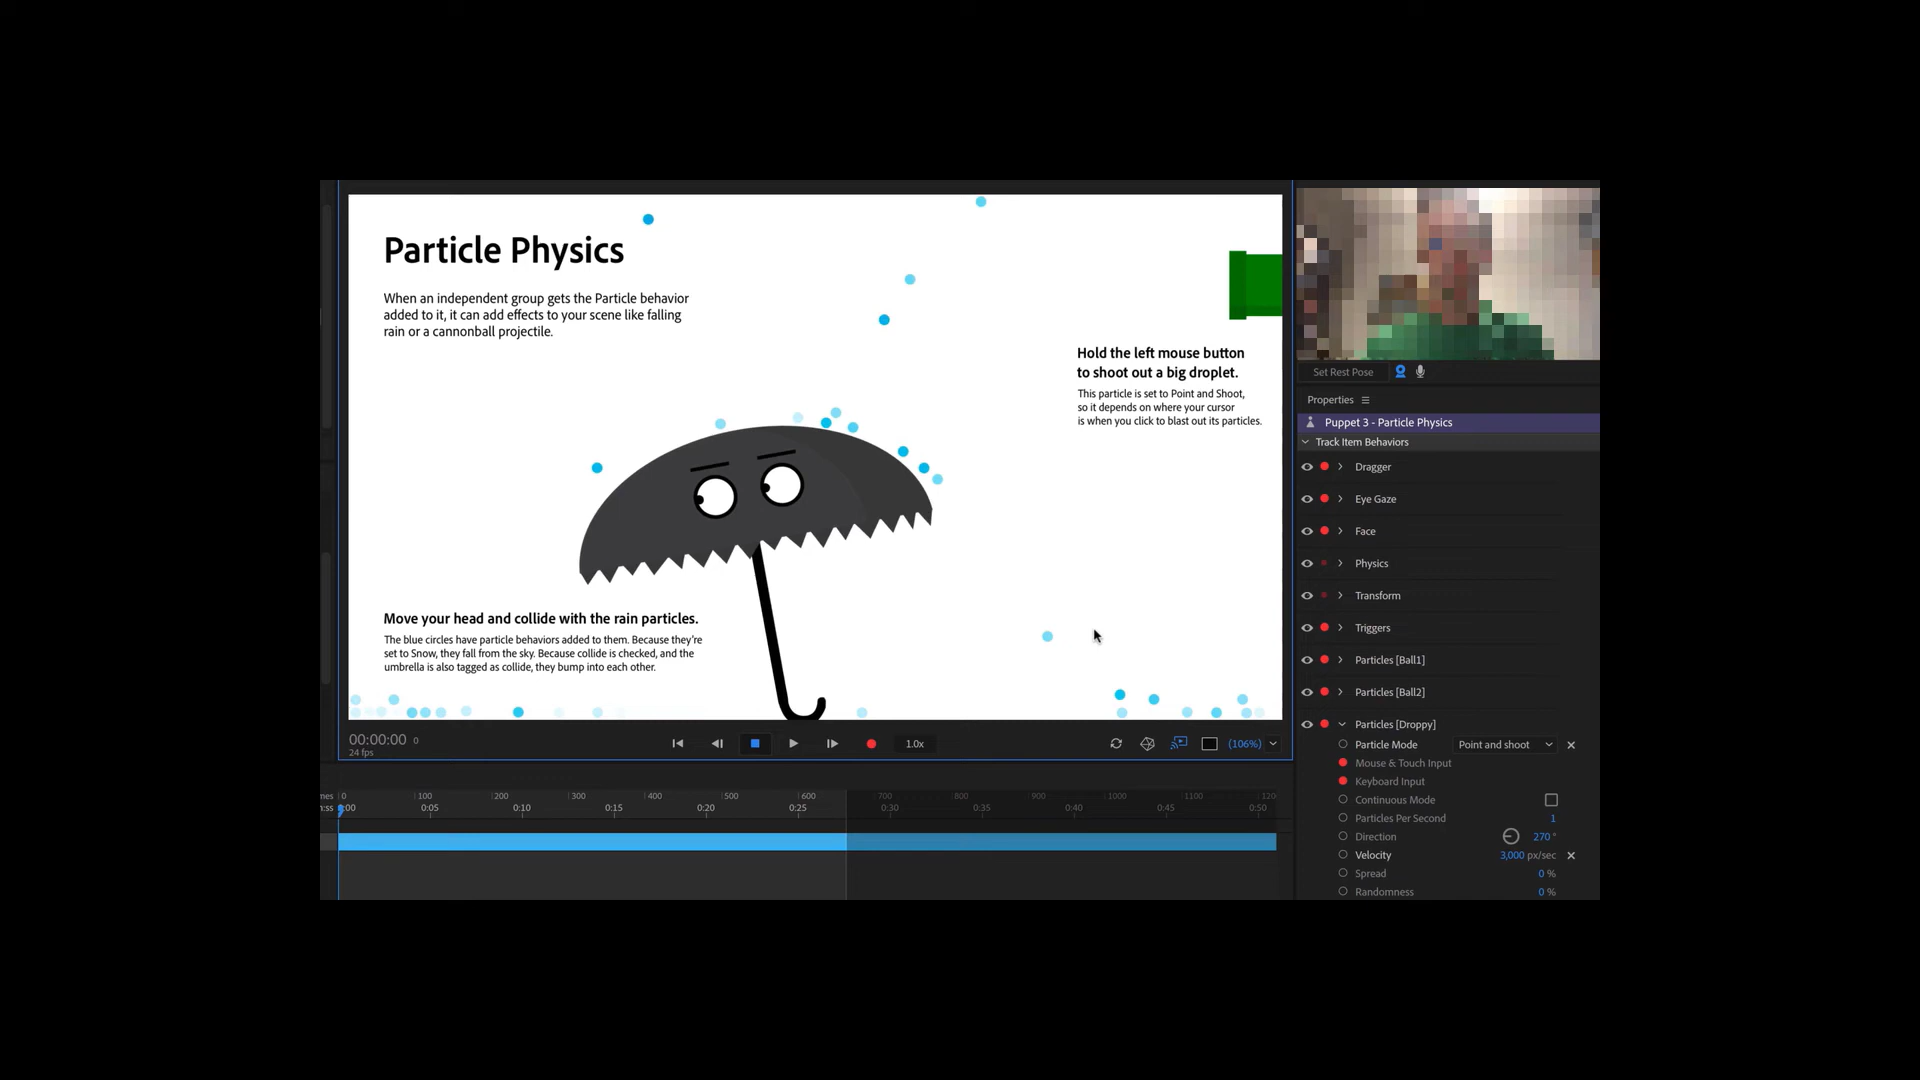 Particle Physics
When an independent group gets the Particle behavior
added to it, it can add effects to your scene like falling
rain or a cannonball projectile.
Hold the left mouse button
to shoot out a big droplet.
This particle is set to Point and Shoot,
so it depends on where your cursor
is when you click to blast out its particles.
Move your head and collide with the rain particles.
The blue circles have particle behaviors added to them. Because they're
set to Snow, they fall from the sky. Because collide is checked, and the
umbrella is also tagged as collide, they bump into each other.
00:00:00 0
24 fps
1.0x
(106%)
mes 0 100 200 300 400 500 600 700 800 900 1000 1100 120
0:00 0:05 0:10 0:15 0:20 0:25 0:30 0:35 0:40 0:45 0:50
Set Rest Pose
Properties
Puppet 3 - Particle Physics
Track Item Behaviors
Dragger
Eye Gaze
Face
Physics
Transform
Triggers
Particles [Ball1]
Particles [Ball2]
Particles [Droppy]
Particle Mode Point and shoot
Mouse & Touch Input
Keyboard Input
Continuous Mode
Particles Per Second 1
Direction 270 °
Velocity 3,000 px/sec
Spread 0 %
Randomness 0 %